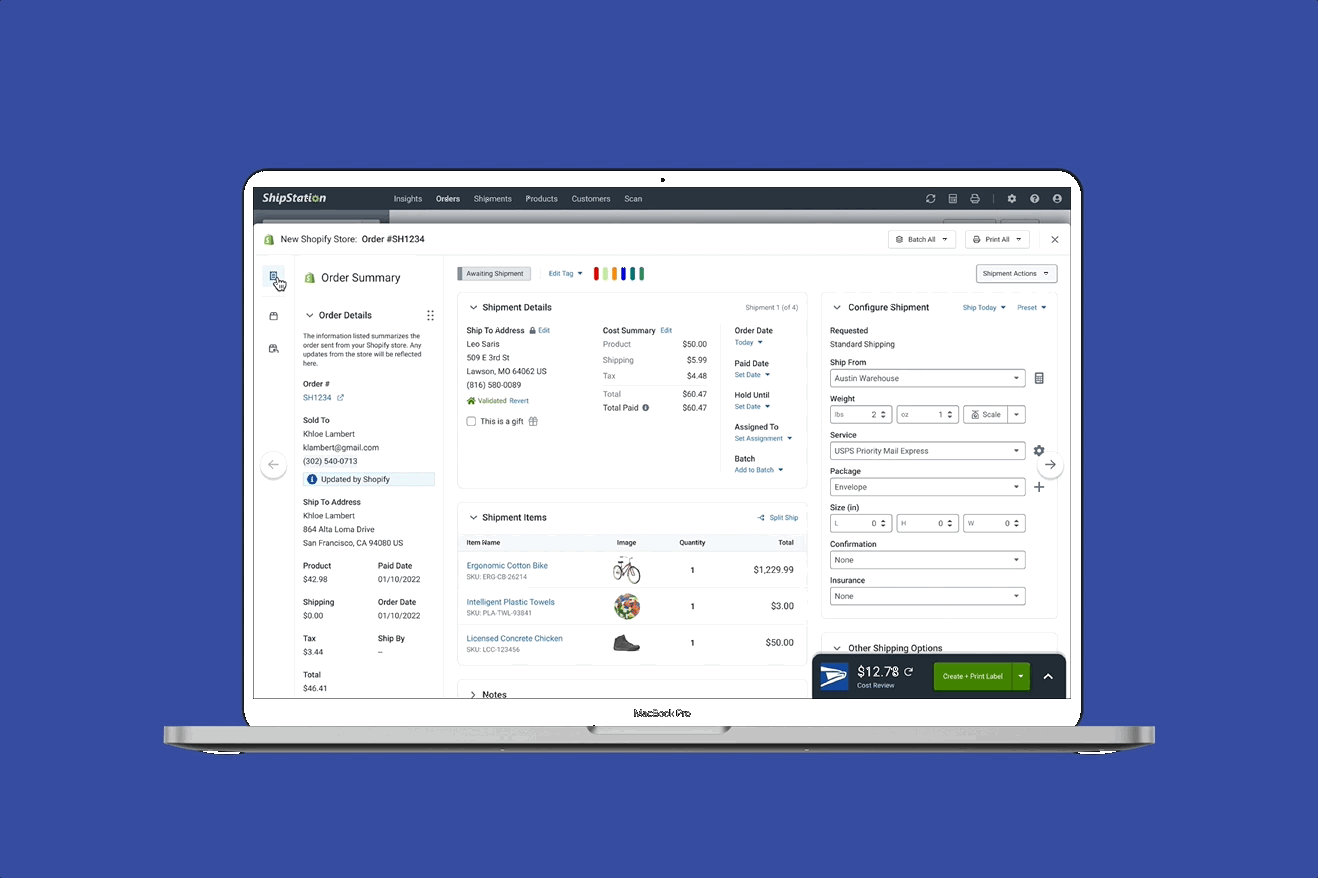 ShipStation
Insights Orders Shipments Products Customers Scan
New Shopify Store: Order #SH1234
Batch All
Print All
Order Summary
Order Details
The information listed summarizes the
order sent from your Shopify store. Any
updates from the store will be reflected
here.
Order #
SH1234
Sold To
Khloe Lambert
klambert@gmail.com
(302) 540-0713
Updated by Shopify
Ship To Address
Khloe Lambert
864 Alta Loma Drive
San Francisco, CA 94080 US
Product Paid Date
$42.98 01/10/2022
Shipping Order Date
$0.00 01/10/2022
Tax Ship By
$3.44 --
Total
$46.41
Awaiting Shipment
Edit Tag
Shipment Actions
Shipment Details
Shipment 1 (of 4)
Ship To Address Edit
Leo Saris
509 E 3rd St
Lawson, MO 64062 US
(816) 580-0089
Validated Revert
This is a gift
Cost Summary Edit
Product $50.00
Shipping $5.99
Tax $4.48
Total $60.47
Total Paid $60.47
Order Date
Today
Paid Date
Set Date
Hold Until
Set Date
Assigned To
Set Assignment
Batch
Add to Batch
Shipment Items
Split Ship
Item Name Image Quantity Total
Ergonomic Cotton Bike 1 $1,229.99
SKU: ERG-CB-26214
Intelligent Plastic Towels 1 $3.00
SKU: PLA-TWL-93841
Licensed Concrete Chicken 1 $50.00
SKU: LCC-123456
Notes
Configure Shipment
Ship Today Preset
Requested
Standard Shipping
Ship From
Austin Warehouse
Weight
lbs 2 oz 1 Scale
Service
USPS Priority Mail Express
Package
Envelope
Size (in)
L 0 H 0 W 0
Confirmation
None
Insurance
None
Other Shipping Options
Cost Review
Create + Print Label
MacBook Pro